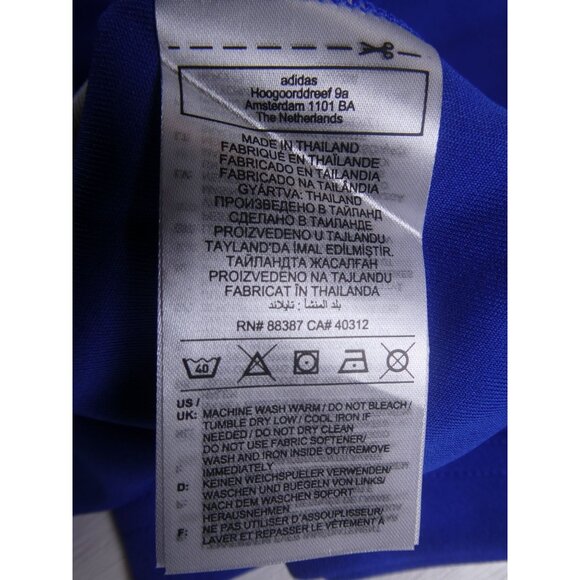 adidas
Hoogoorddreef 9a
Amsterdam 1101 BA
The Netherlands
MADE IN THAILAND
FABRIQUÉ EN THAÏLANDE
FABRICADO EN TAILANDIA
FABRICADO NA TAILÂNDIA
GYÁRTVA: THAILAND
ПРОИЗВЕДЕНО В ТАИЛАНД
СДЕЛАНО В ТАИЛАНДЕ
PROIZVEDENO U TAJLANDU
TAYLAND'DA İMAL EDİLMİŞTİR.
ТАЙЛАНДТА ЖАСАЛҒАН
PROIZVEDENO NA TAJSKEM
FABRICAT ÎN THAILANDA
بلد المنشأ : تايلاند
RN# 88387 CA# 40312
40
US /
UK: MACHINE WASH WARM / DO NOT BLEACH /
TUMBLE DRY LOW / COOL IRON IF
NEEDED / DO NOT DRY CLEAN
DO NOT USE FABRIC SOFTENER/
WASH AND IRON INSIDE OUT/REMOVE
IMMEDIATELY
D: KEINEN WEICHSPUELER VERWENDEN/
WASCHEN UND BUEGELN VON LINKS/
NACH DEM WASCHEN SOFORT
HERAUSNEHMEN
F: NE PAS UTILISER D'ASSOUPLISSEUR/
LAVER ET REPASSER LE VÊTEMENT À